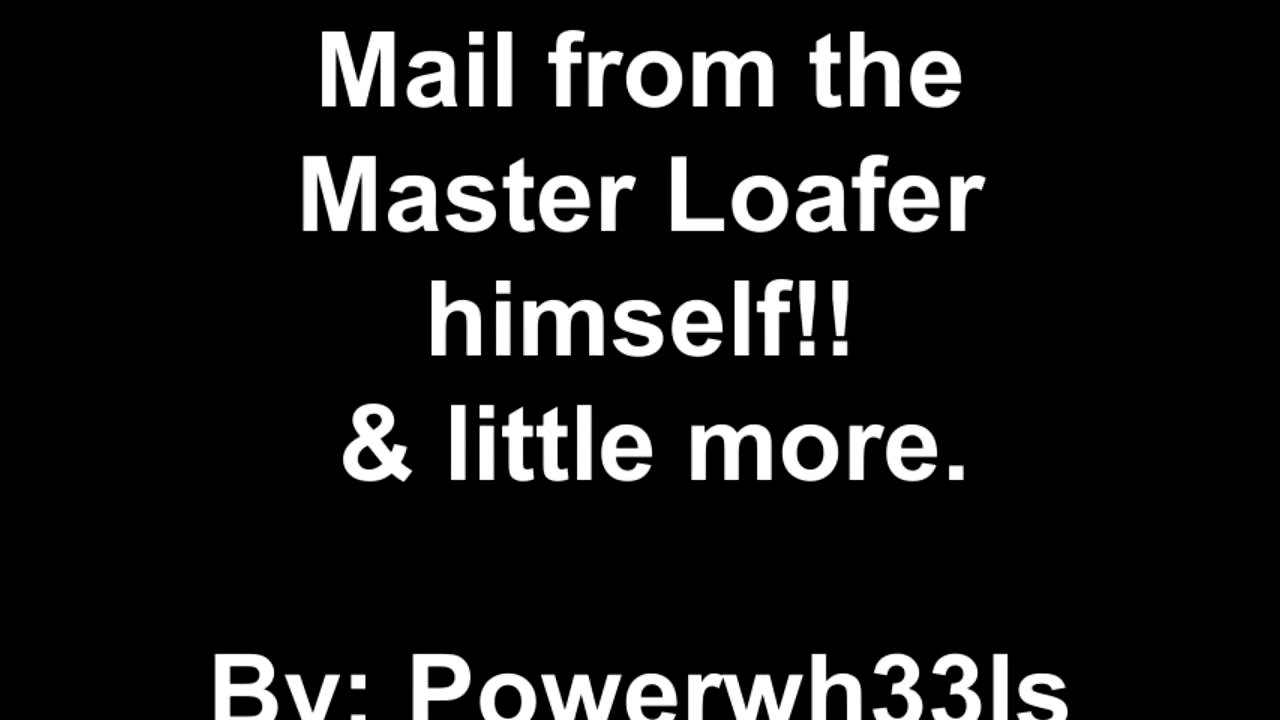 Mail from the
Master Loafer
himself!!
& little more.
By: Powerwh33ls